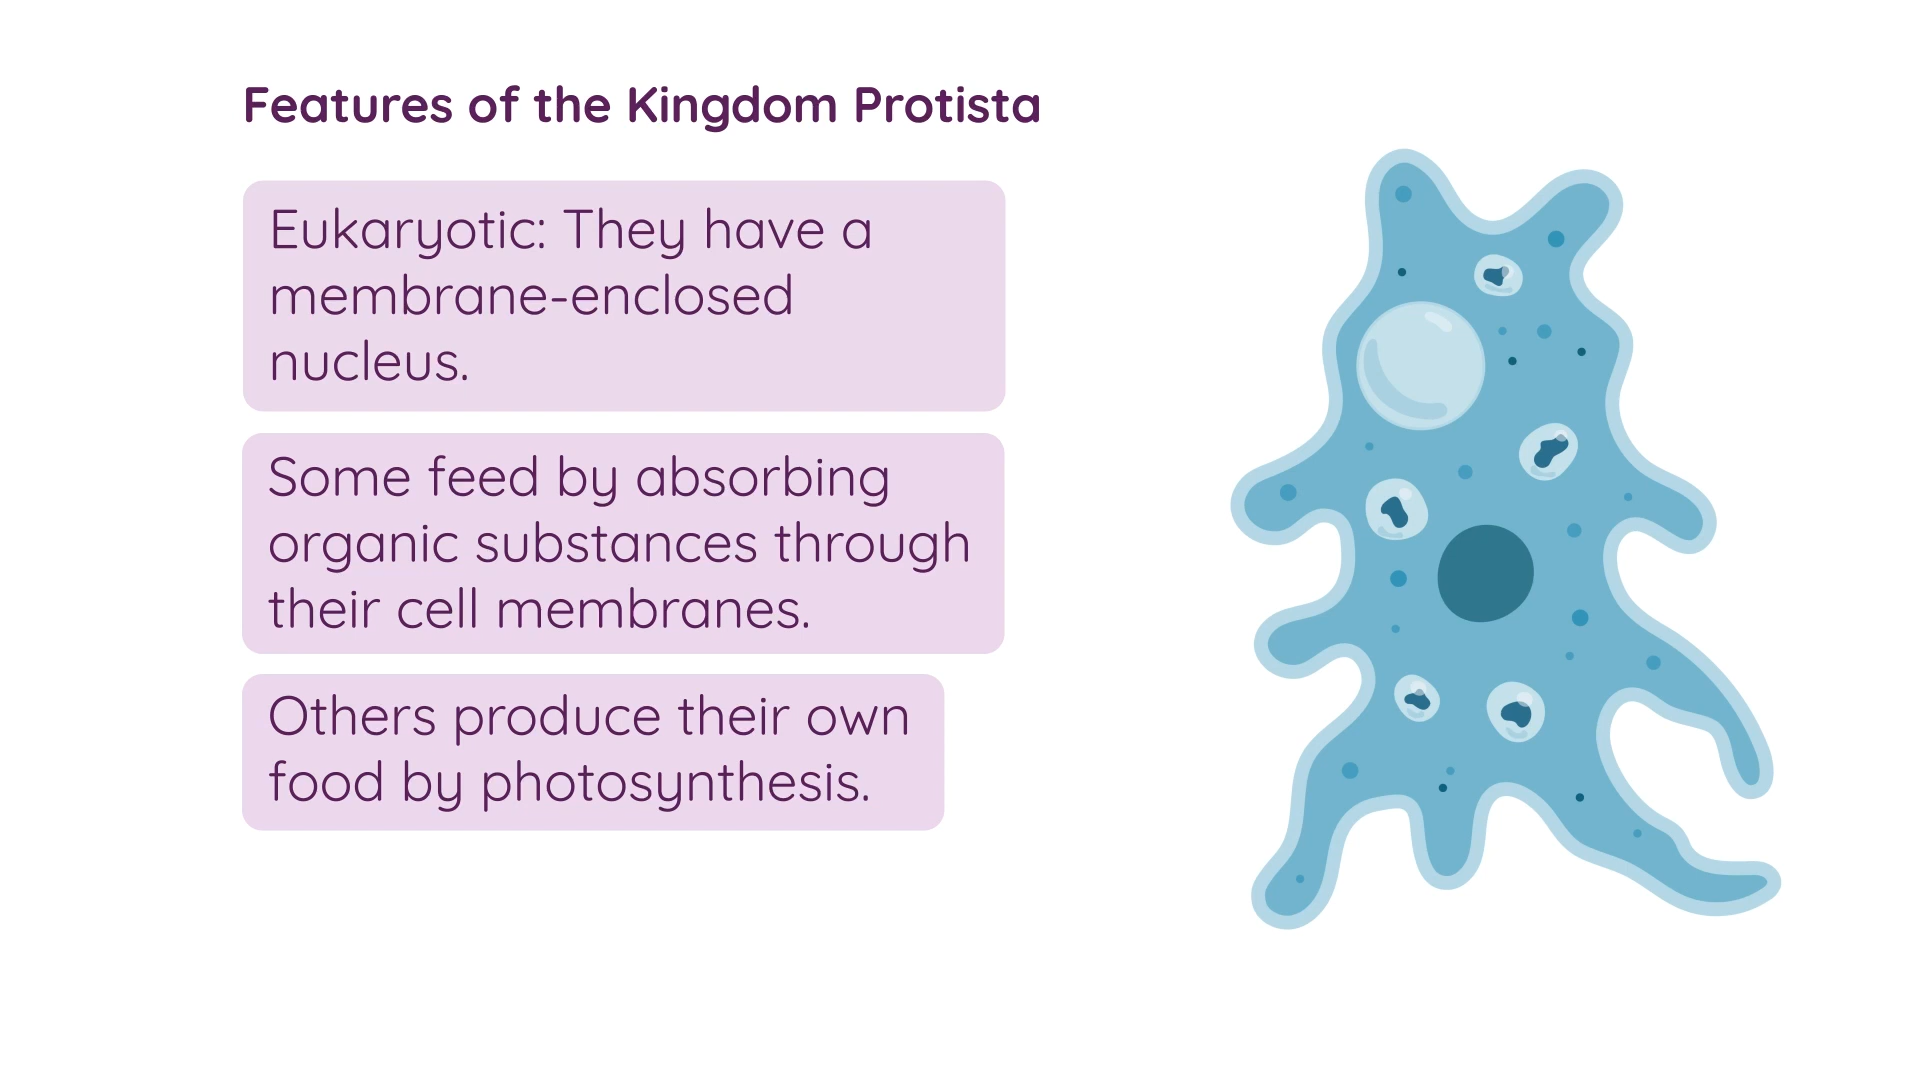 Features of the Kingdom Protista
Eukaryotic: They have a
membrane-enclosed
nucleus.
Some feed by absorbing
organic substances through
their cell membranes.
Others produce their own
food by photosynthesis.